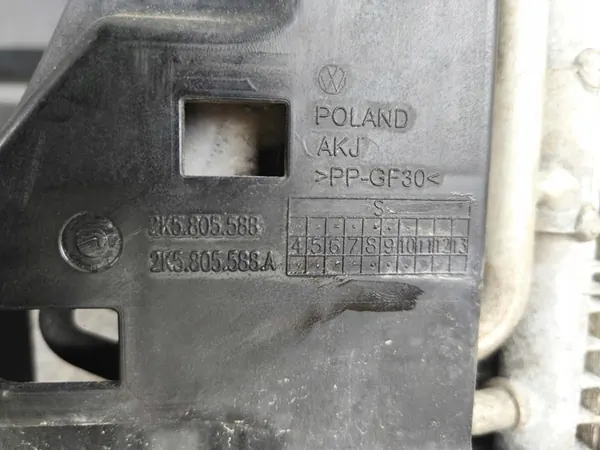 POLAND
AKJ
>PP-GF30<
2K5.805.588
2K5.805.588.A
S
4 5 6 7 8 9 10 11 12 13